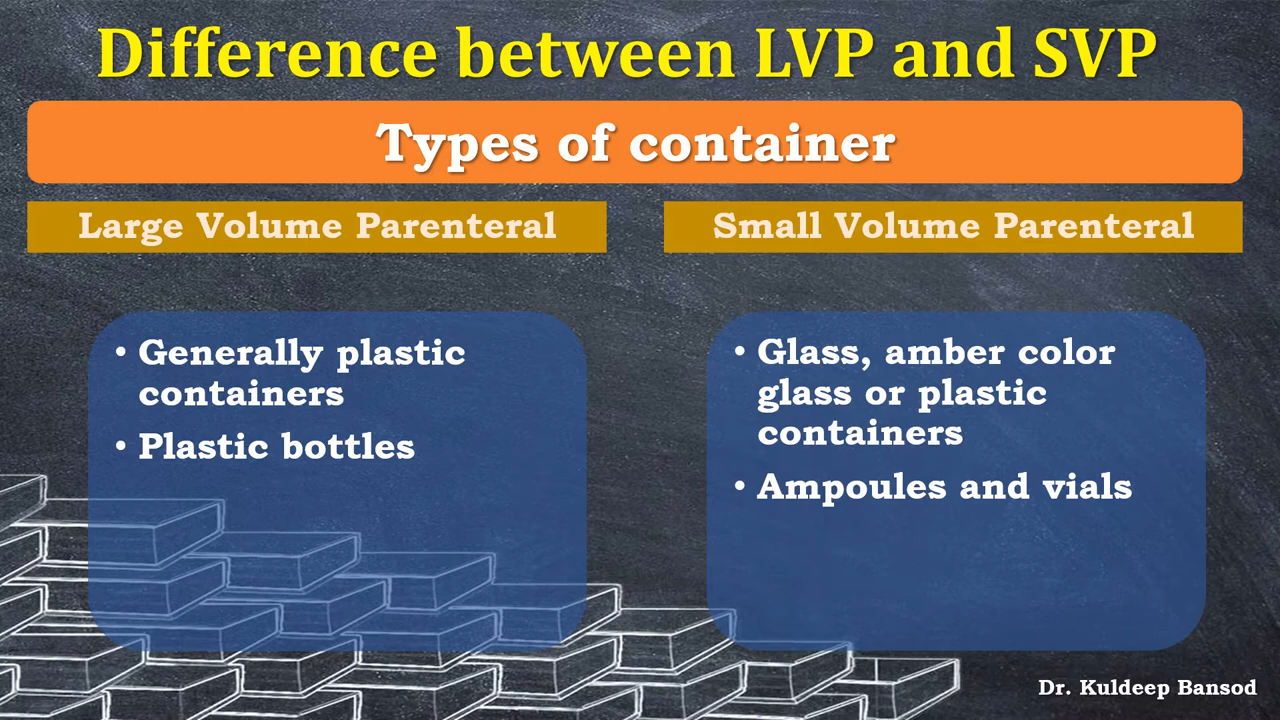 Difference between LVP and SVP
Types of container
Large Volume Parenteral
Small Volume Parenteral
• Generally plastic
containers
• Plastic bottles
• Glass, amber color
glass or plastic
containers
• Ampoules and vials
Dr. Kuldeep Bansod